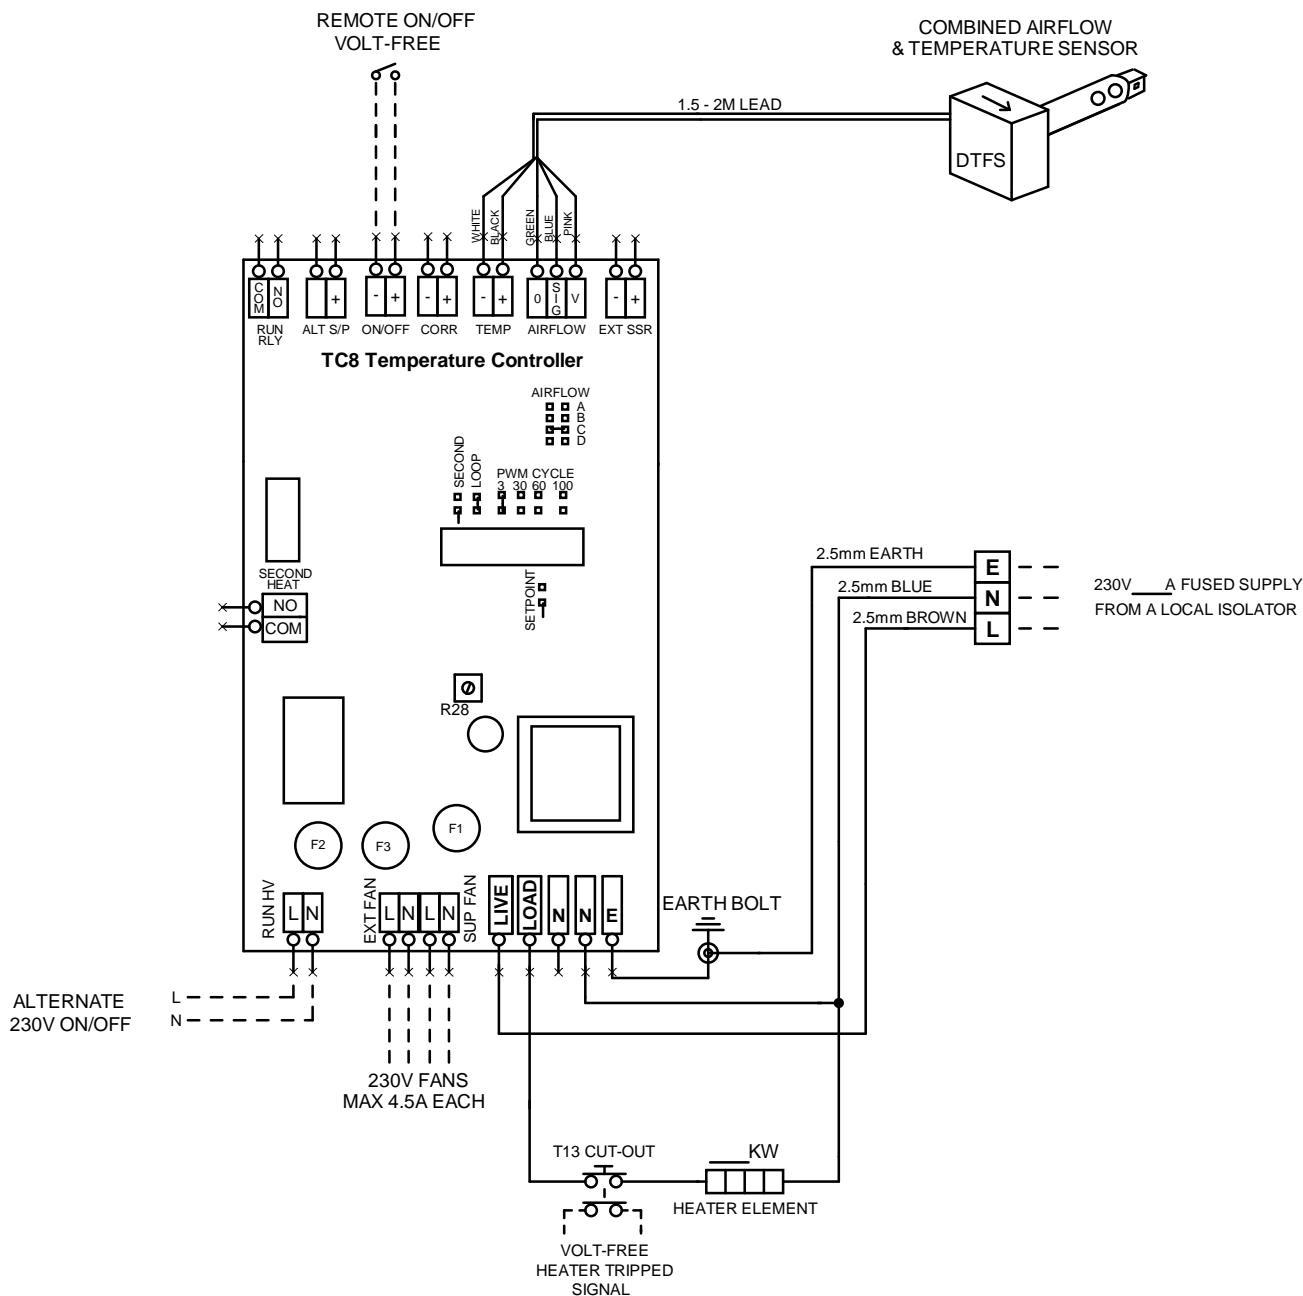 REMOTE ON/OFF
VOLT-FREE
COMBINED AIRFLOW
& TEMPERATURE SENSOR
1.5 - 2M LEAD
DTFS
WHITE
BLACK
GREEN
BLUE
PINK
COM
NO
+
-
+
-
+
-
+
0
SIG
V
-
+
RUN
RLY
ALT S/P
ON/OFF
CORR
TEMP
AIRFLOW
EXT SSR
TC8 Temperature Controller
AIRFLOW
A
B
C
D
SECOND
LOOP
PWM CYCLE
3 30 60 100
SECOND
HEAT
NO
COM
SETPOINT
2.5mm EARTH
2.5mm BLUE
2.5mm BROWN
E
N
L
230V___A FUSED SUPPLY
FROM A LOCAL ISOLATOR
R28
F2
F3
F1
RUN HV
L N
EXT FAN
L N L N
SUP FAN
LIVE
LOAD
N
N
E
EARTH BOLT
ALTERNATE
230V ON/OFF
L
N
230V FANS
MAX 4.5A EACH
T13 CUT-OUT
___KW
HEATER ELEMENT
VOLT-FREE
HEATER TRIPPED
SIGNAL